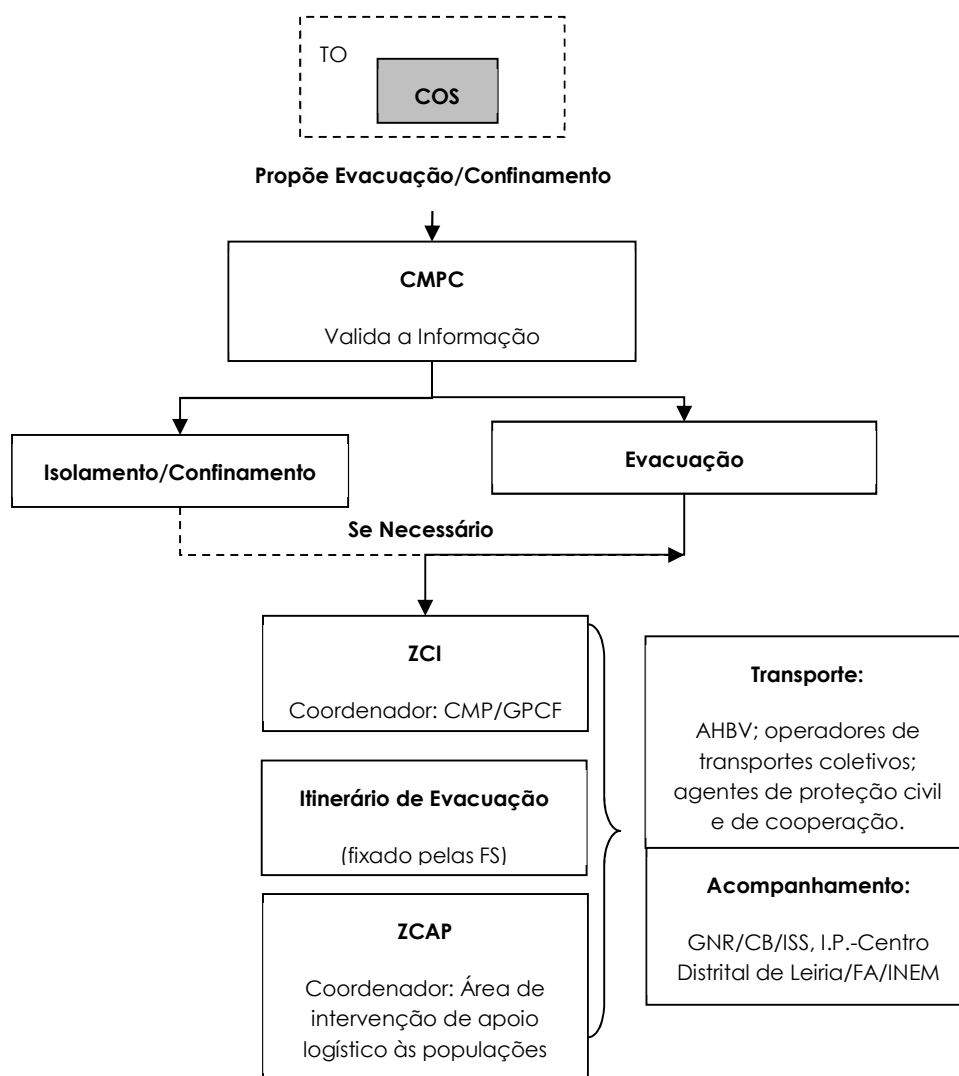 TO
COS
Propõe Evacuação/Confinamento
CMPC
Valida a Informação
Isolamento/Confinamento
Evacuação
Se Necessário
ZCI
Coordenador: CMP/GPCF
Itinerário de Evacuação
(fixado pelas FS)
ZCAP
Coordenador: Área de
intervenção de apoio
logístico às populações
Transporte:
AHBV; operadores de
transportes coletivos;
agentes de proteção civil
e de cooperação.
Acompanhamento:
GNR/CB/ISS, I.P.-Centro
Distrital de Leiria/FA/INEM